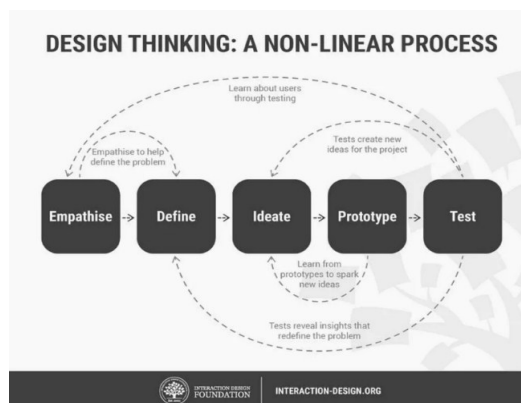 DESIGN THINKING: A NON-LINEAR PROCESS
Learn about users
through testing
Empathise to help
define the problem
Tests create new
ideas for the project
Empathise
Define
Ideate
Prototype
Test
Learn from
prototypes to spark
new ideas
Tests reveal insights that
redefine the problem
INTERACTION DESIGN
FOUNDATION
INTERACTION-DESIGN.ORG